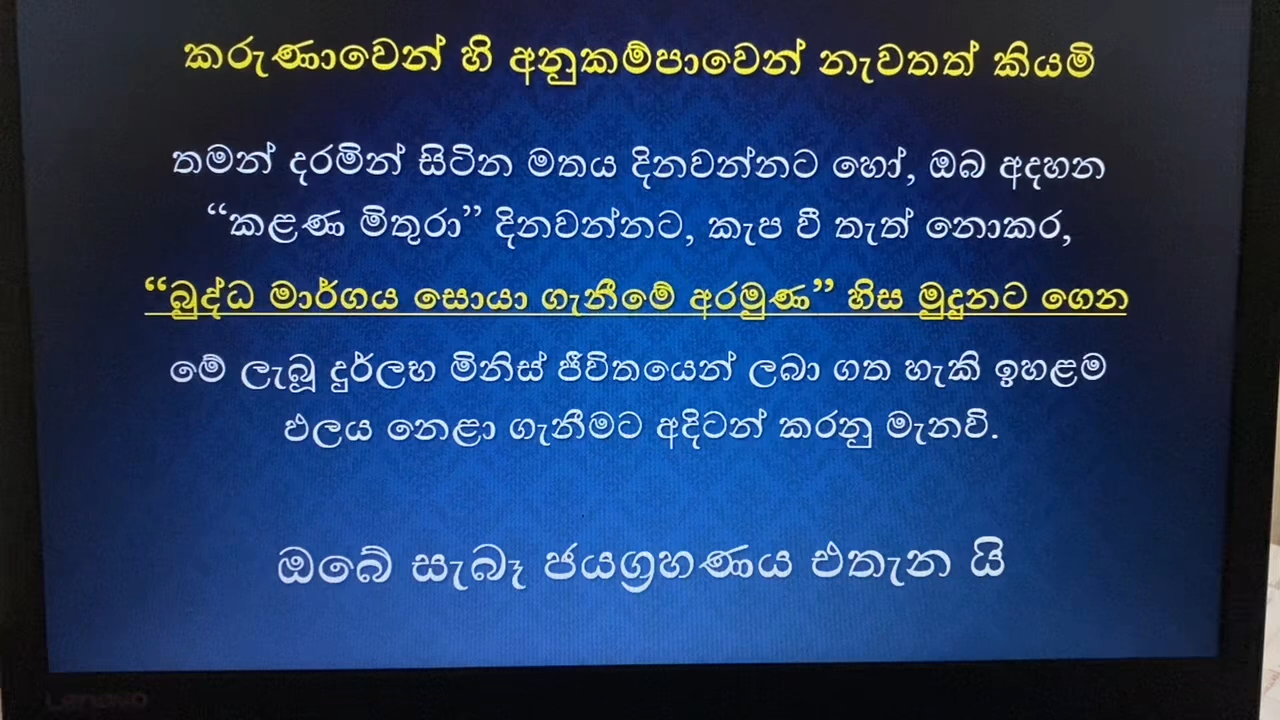 කරුණාවෙන් හි අනුකම්පාවෙන් නැවතත් කියමි
තමන් දරමින් සිටින මතය දිනවන්නට හෝ, ඔබ අදහන
“කළණ මිතුරා” දිනවන්නට, කැප වී තැත් නොකර,
“බුද්ධ මාර්ගය සොයා ගැනීමේ අරමුණ” හිස මුදුනට ගෙන
මේ ලැබූ දුර්ලභ මිනිස් ජීවිතයෙන් ලබා ගත හැකි ඉහළම
ඵලය නෙළා ගැනීමට අදිටන් කරනු මැනවි.
ඔබේ සැබෑ ජයග්‍රහණය එතැන යි
Lenovo